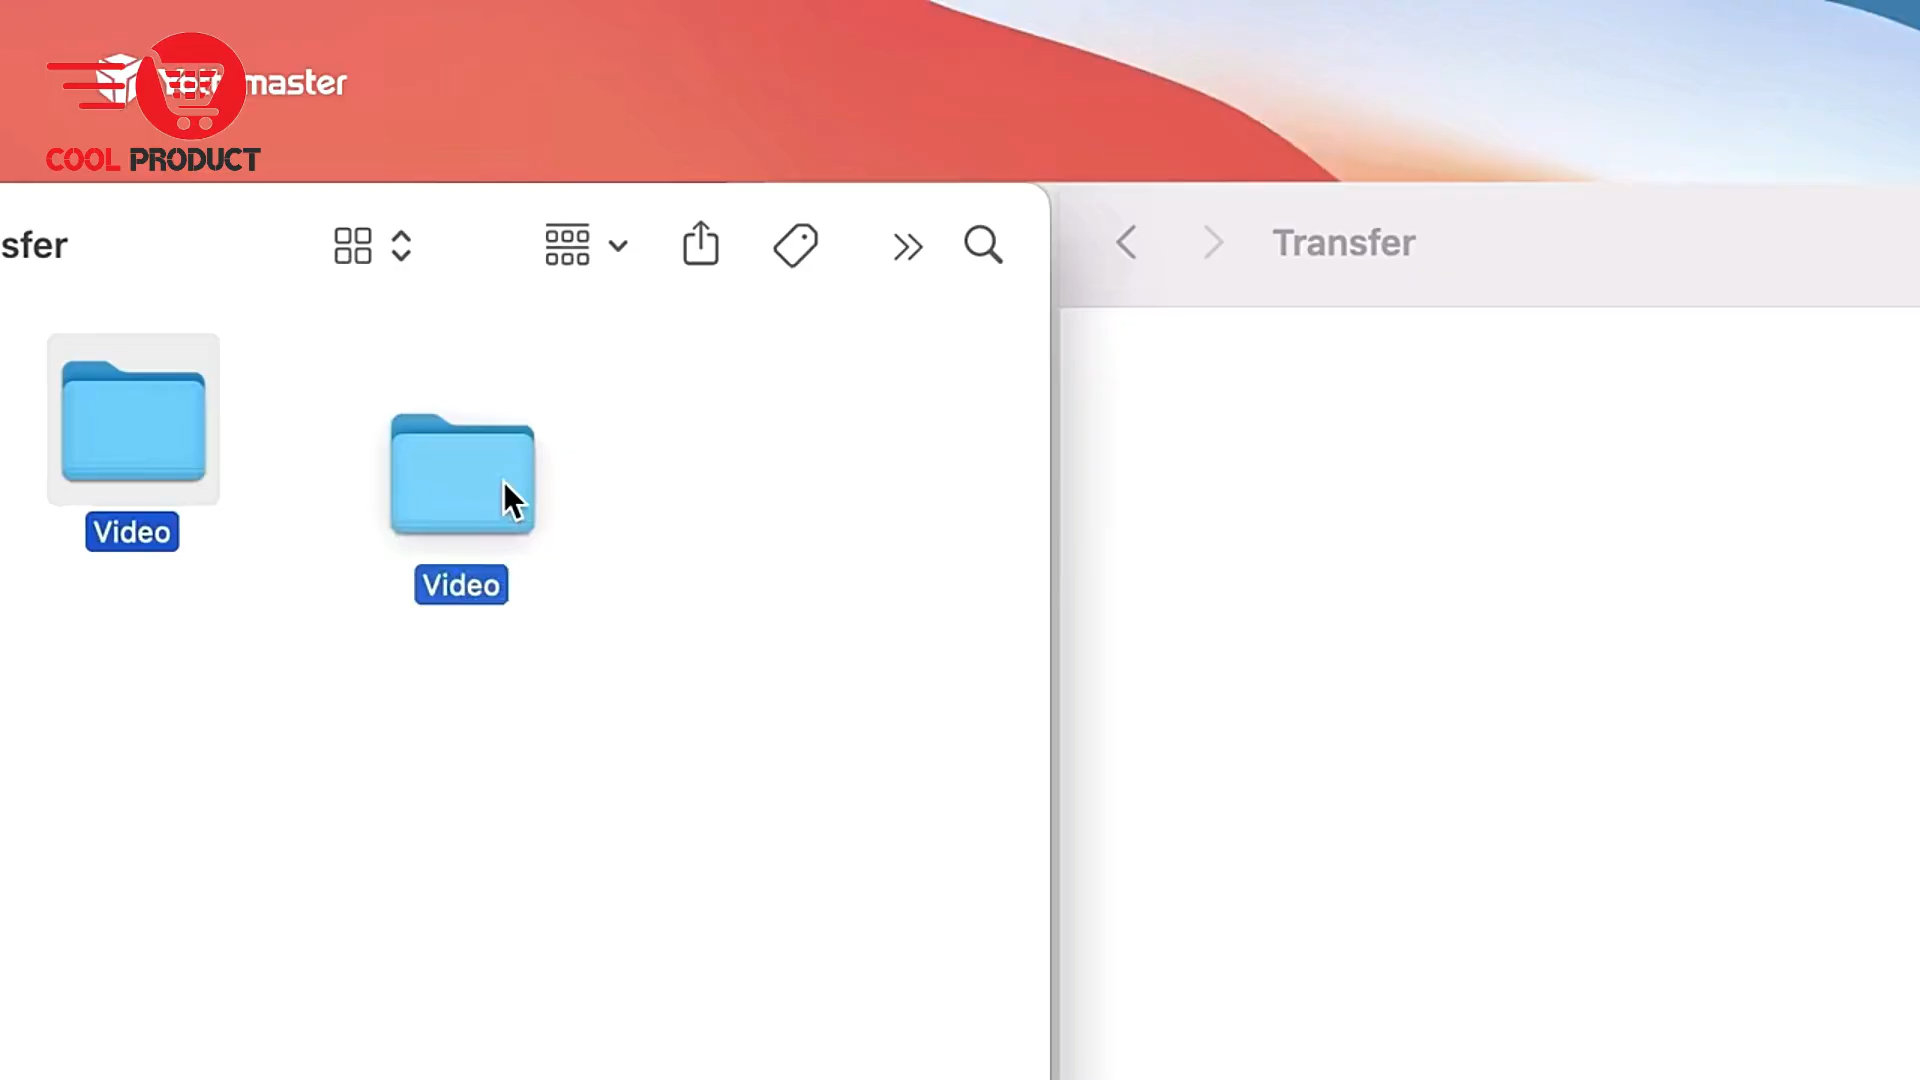 master
COOL PRODUCT
sfer
Transfer
Video
Video